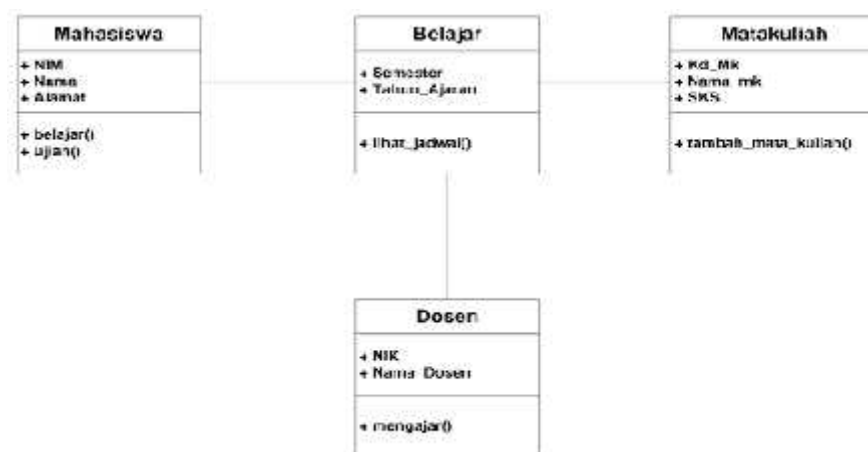 Mahasiswa
+ NIM
+ Nama
+ Alamat
+ belajar()
+ ujian()
Belajar
+ Semester
+ Tahun_Ajaran
+ lihat_jadwal()
Matakuliah
+ Kd_Mk
+ Nama_mk
+ SKS
+ tambah_mata_kuliah()
Dosen
+ NIK
+ Nama_Dosen
+ mengajar()